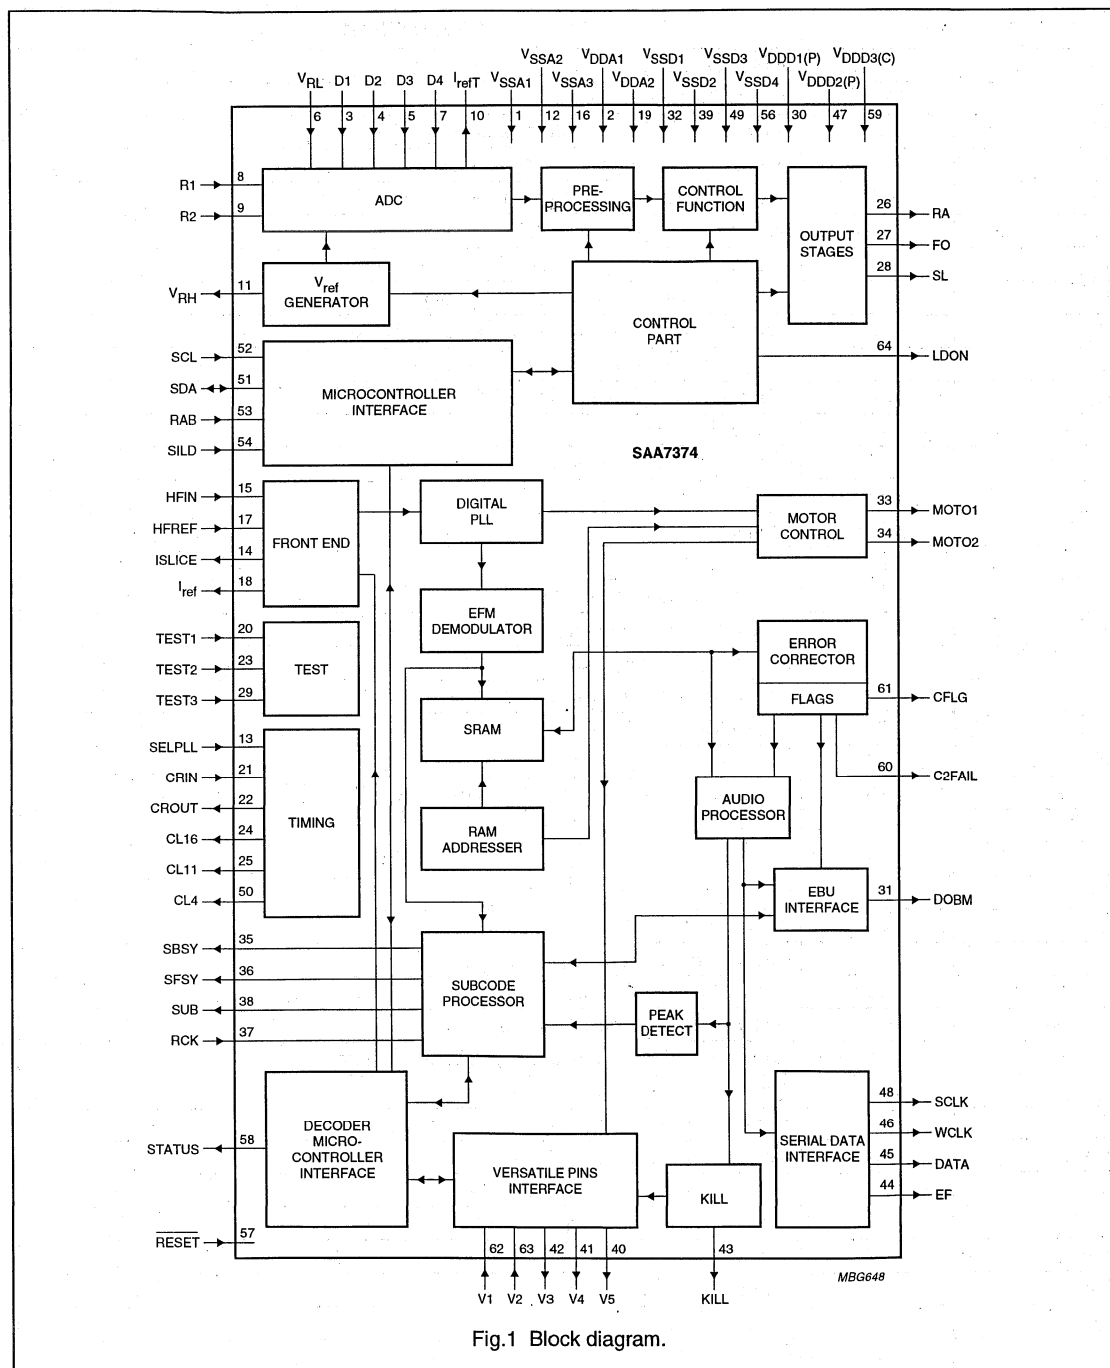 VSSA2 VDDA1 VSSD1 VSSD3 VDDD1(P) VDDD3(C)
VRL D1 D2 D3 D4 IrefT VSSA1 VSSA3 VDDA2 VSSD2 VSSD4 VDDD2(P)
6 3 4 5 7 10 1 12 16 2 19 32 39 49 56 30 47 59
R1 8
R2 9
ADC
PRE-
PROCESSING
CONTROL
FUNCTION
OUTPUT
STAGES
26 RA
27 FO
28 SL
VRH 11
Vref
GENERATOR
CONTROL
PART
64 LDON
SCL 52
SDA 51
RAB 53
SILD 54
MICROCONTROLLER
INTERFACE
SAA7374
HFIN 15
HFREF 17
ISLICE 14
Iref 18
FRONT END
DIGITAL
PLL
MOTOR
CONTROL
33 MOTO1
34 MOTO2
EFM
DEMODULATOR
TEST1 20
TEST2 23
TEST3 29
TEST
ERROR
CORRECTOR
FLAGS
61 CFLG
SRAM
SELPLL 13
CRIN 21
CROUT 22
CL16 24
CL11 25
CL4 50
TIMING
60 C2FAIL
AUDIO
PROCESSOR
RAM
ADDRESSER
EBU
INTERFACE
31 DOBM
SBSY 35
SFSY 36
SUB 38
RCK 37
SUBCODE
PROCESSOR
PEAK
DETECT
DECODER
MICRO-
CONTROLLER
INTERFACE
STATUS 58
VERSATILE PINS
INTERFACE
KILL
SERIAL DATA
INTERFACE
48 SCLK
46 WCLK
45 DATA
44 EF
RESET 57
62 63 42 41 40 43
V1 V2 V3 V4 V5 KILL
MBG648
Fig.1 Block diagram.